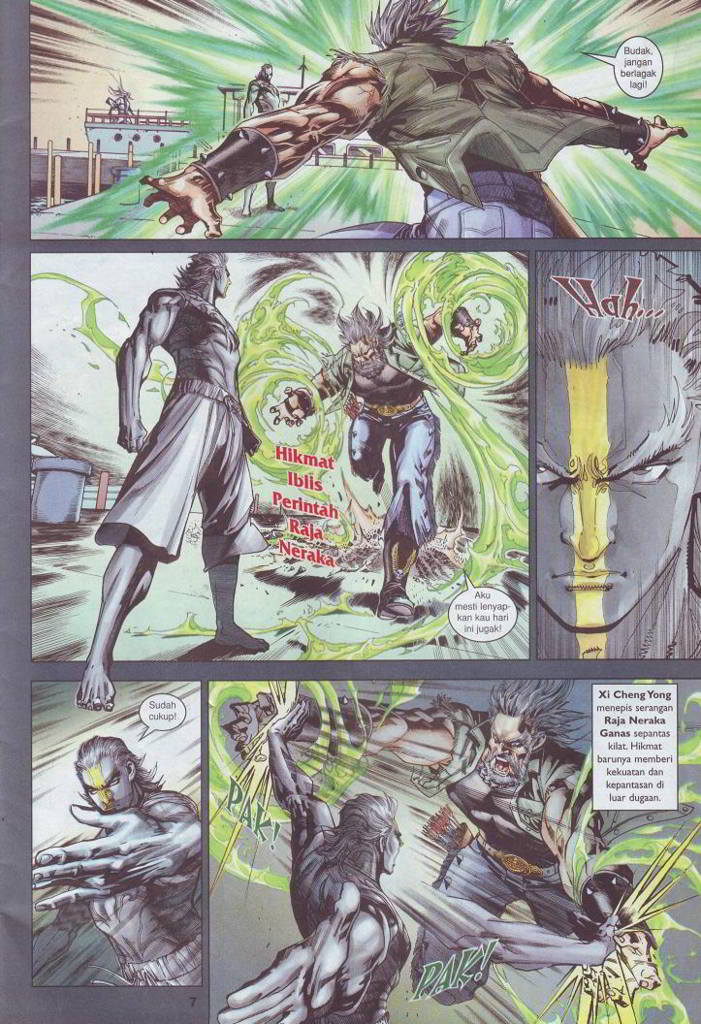 Budak,
jangan
berlagak
lagi!
Hah...
Hikmat
Iblis
Perintah
Raja
Neraka
Aku
mesti lenyap-
kan kau hari
ini jugak!
Sudah
cukup!
Xi Cheng Yong
menepis serangan
Raja Neraka
Ganas sepantas
kilat. Hikmat
barunya memberi
kekuatan dan
kepantasan di
luar dugaan.
PAK!
PAK!
7